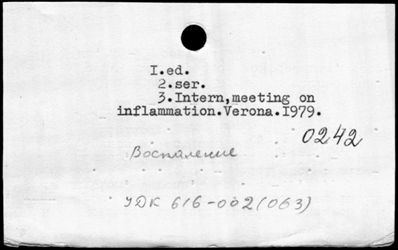 I.ed.
2.ser.
3.Intern,meeting on
inflammation.Verona.I979.
0242
Воспаление
УДК 616-002(063)